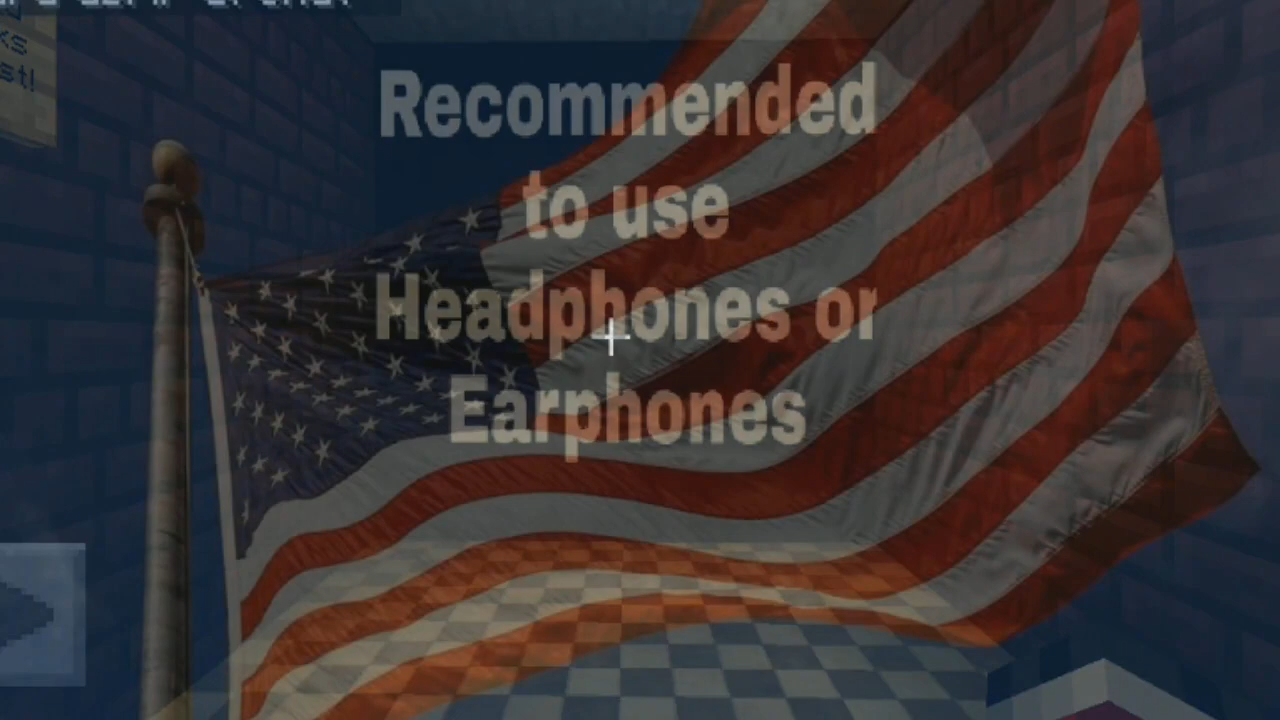 Recommended
to use
Headphones or
Earphones